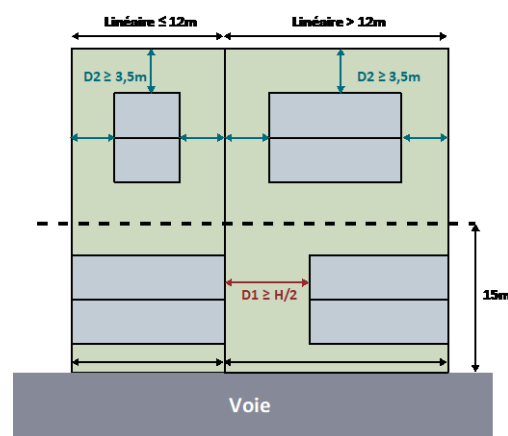 Linéaire ≤ 12m
Linéaire > 12m
D2 ≥ 3,5m
D2 ≥ 3,5m
D1 ≥ H/2
15m
Voie